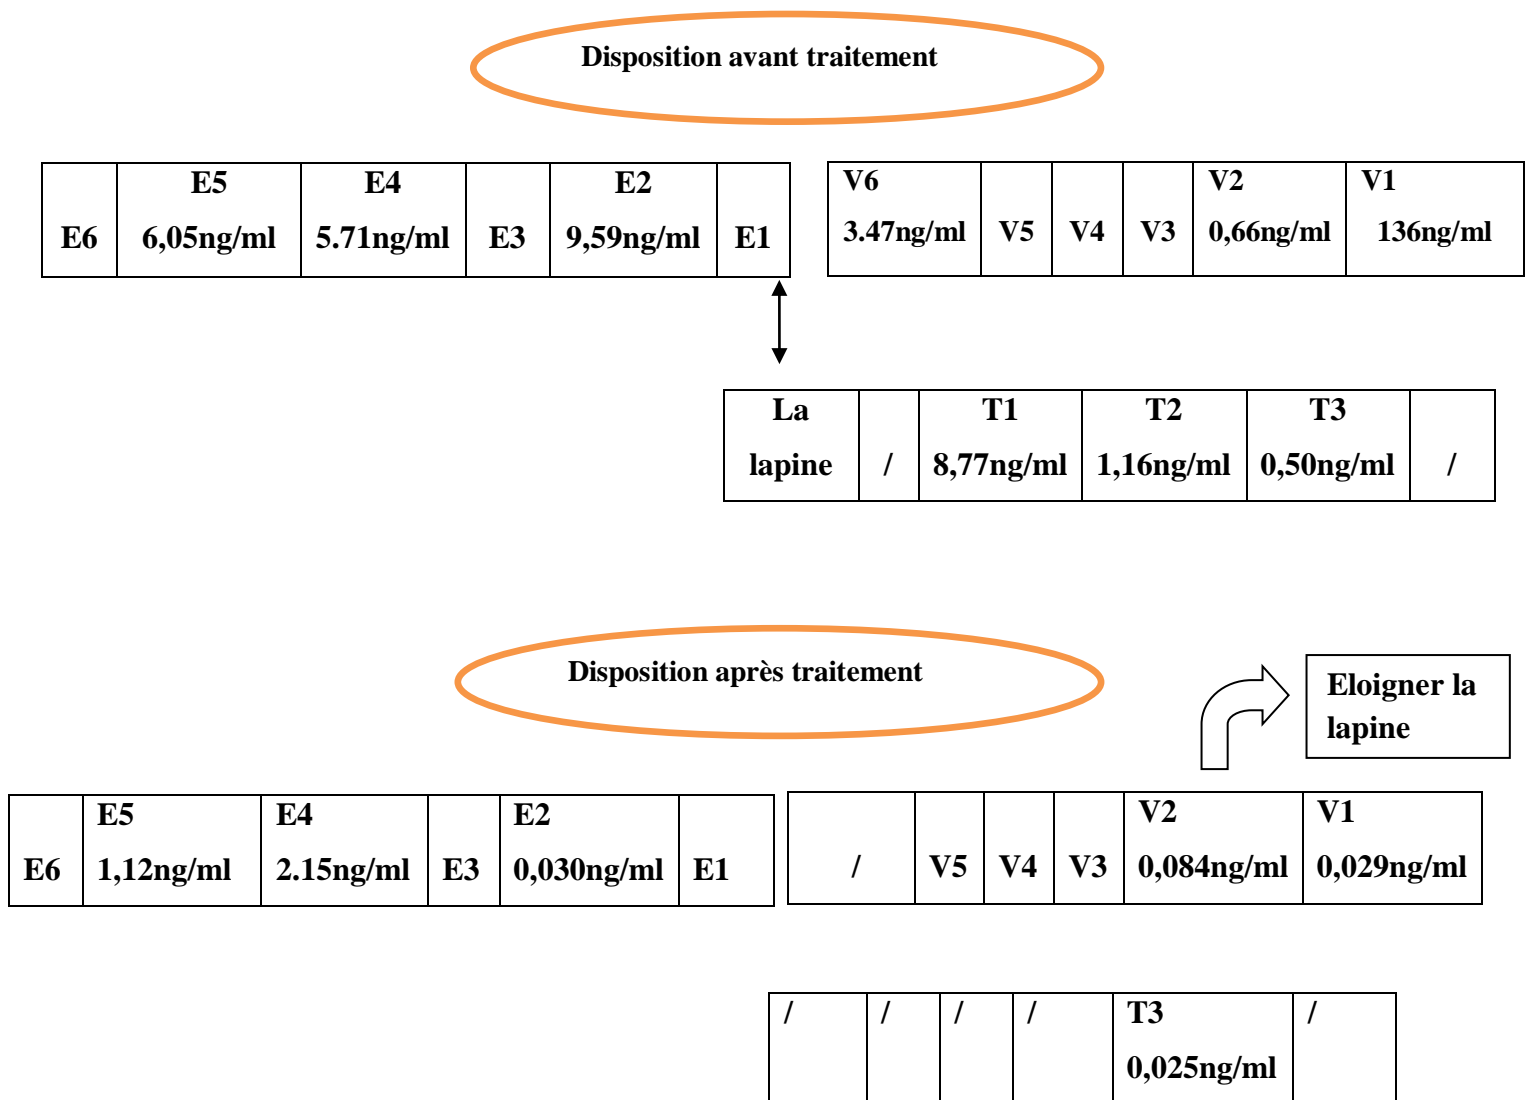 Disposition avant traitement
E5 E4 E2
E6 6,05ng/ml 5.71ng/ml E3 9,59ng/ml E1
V6 V2 V1
3.47ng/ml V5 V4 V3 0,66ng/ml 136ng/ml
La T1 T2 T3
lapine / 8,77ng/ml 1,16ng/ml 0,50ng/ml /
Disposition après traitement
Eloigner la
lapine
E5 E4 E2
E6 1,12ng/ml 2.15ng/ml E3 0,030ng/ml E1
V2 V1
/ V5 V4 V3 0,084ng/ml 0,029ng/ml
/ / / / T3 /
0,025ng/ml